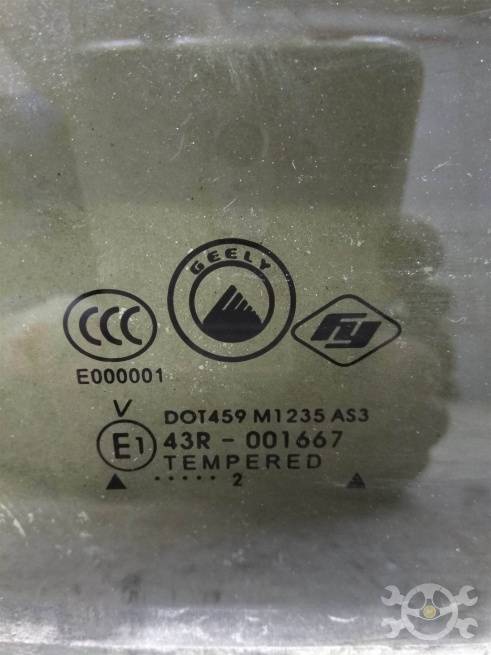 GEELY
CCC
E000001
V
DOT459 M1235 AS3
E1
43R - 001667
TEMPERED
..... 2